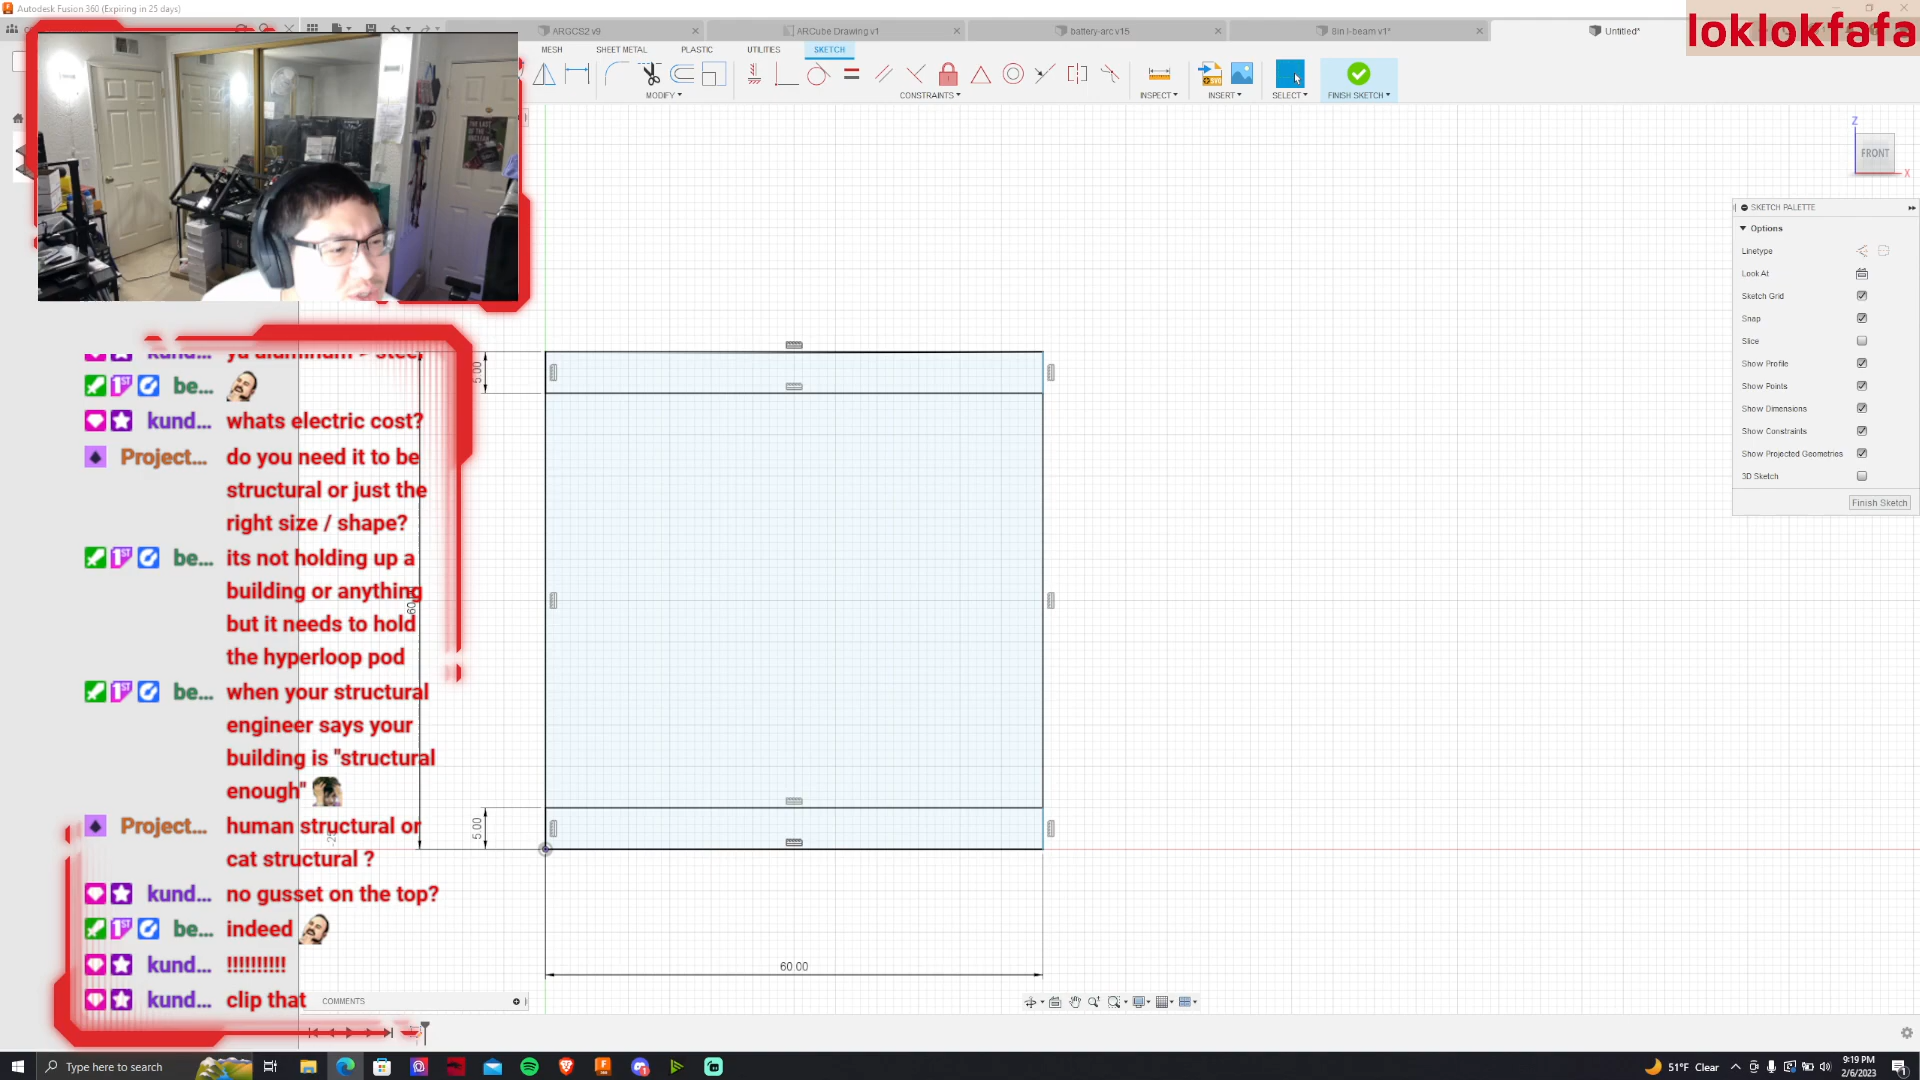 Autodesk Fusion 360 (Expiring in 25 days)
ARGCS2 v9
ARCube Drawing v1
battery-arc v15
8in I-beam v1*
Untitled*
loklokfafa
MESH
SHEET METAL
PLASTIC
UTILITIES
SKETCH
MODIFY
CONSTRAINTS
INSPECT
INSERT
SELECT
FINISH SKETCH
Z
FRONT
X
SKETCH PALETTE
Options
Linetype
Look At
Sketch Grid
Snap
Slice
Show Profile
Show Points
Show Dimensions
Show Constraints
Show Projected Geometries
3D Sketch
Finish Sketch
be...
kund... whats electric cost?
Project... do you need it to be
structural or just the
right size / shape?
be... its not holding up a
building or anything
but it needs to hold
the hyperloop pod
be... when your structural
engineer says your
building is "structural
enough"
Project... human structural or
cat structural ?
kund... no gusset on the top?
be... indeed
kund... !!!!!!!!!!
kund... clip that
5.00
5.00
60.00
COMMENTS
Type here to search
51°F Clear
9:19 PM
2/6/2023